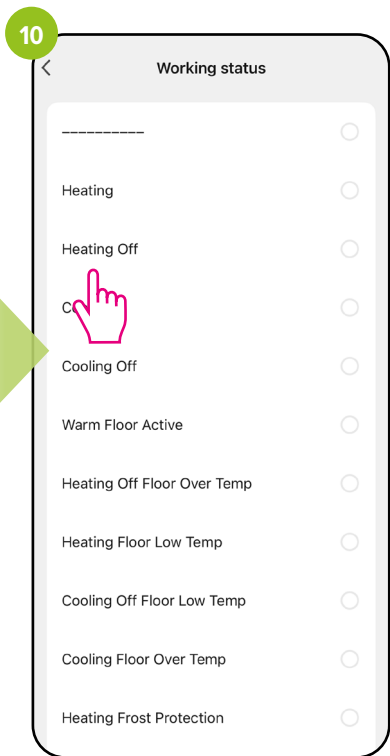 10
Working status
----------
Heating
Heating Off
Cooling Off
Warm Floor Active
Heating Off Floor Over Temp
Heating Floor Low Temp
Cooling Off Floor Low Temp
Cooling Floor Over Temp
Heating Frost Protection